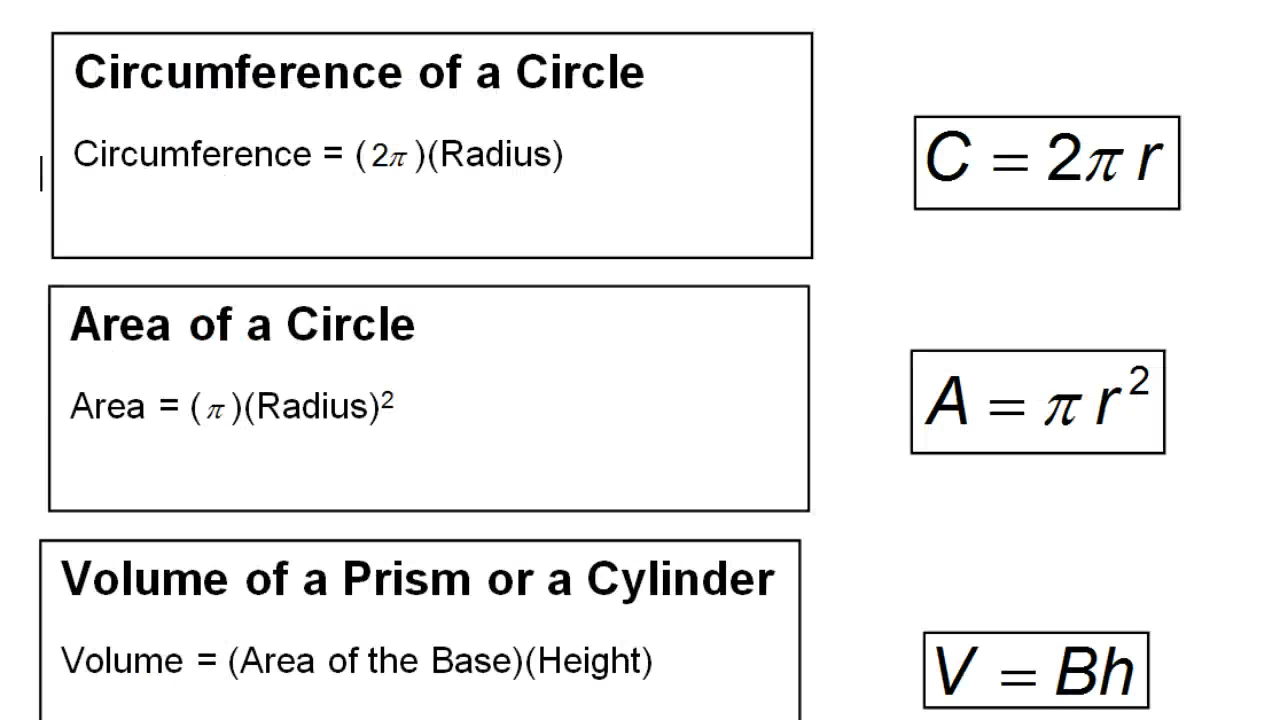 Circumference of a Circle
Circumference = (2π)(Radius)
C = 2π r
Area of a Circle
Area = (π)(Radius)²
A = π r²
Volume of a Prism or a Cylinder
Volume = (Area of the Base)(Height)
V = Bh